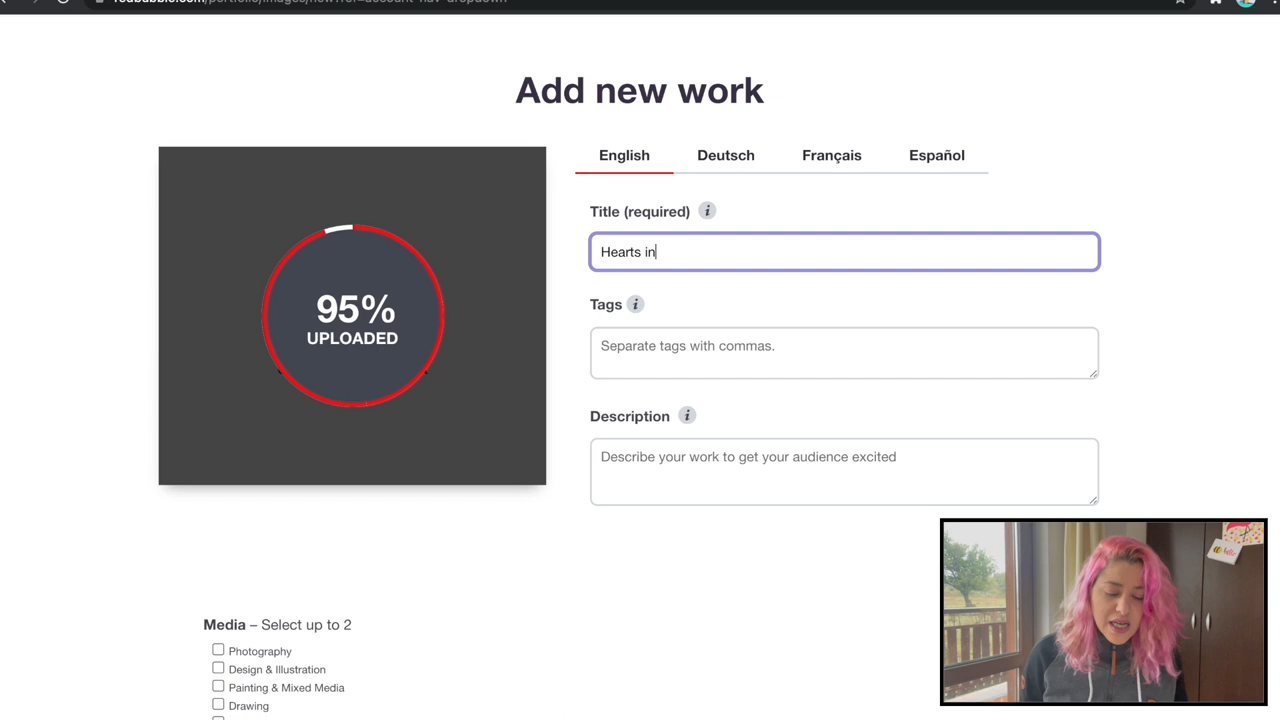 Add new work
English Deutsch Français Español
Title (required) i
Hearts in
Tags i
Separate tags with commas.
95%
UPLOADED
Description i
Describe your work to get your audience excited
Media – Select up to 2
Photography
Design & Illustration
Painting & Mixed Media
Drawing